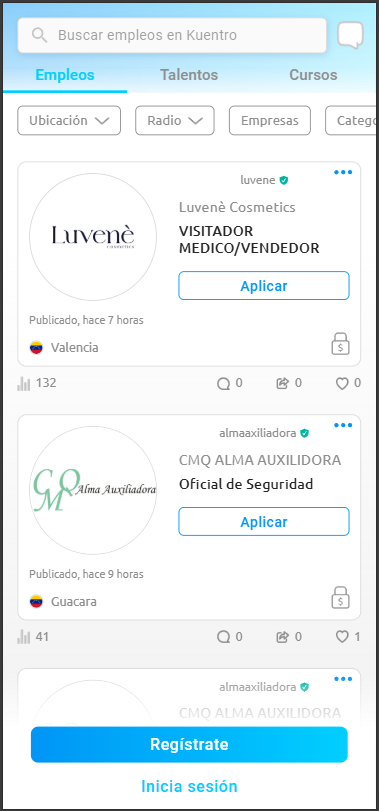 Buscar empleos en Kuentro
Empleos Talentos Cursos
Ubicación Radio Empresas Catego
luvene
Luvenè Cosmetics
VISITADOR
MEDICO/VENDEDOR
Luvenè
cosmetics
Aplicar
Publicado, hace 7 horas
Valencia
$
132 0 0 0
almaaxiliadora
CMQ ALMA AUXILIDORA
Oficial de Seguridad
CMQ Alma Auxiliadora
Aplicar
Publicado, hace 9 horas
Guacara
$
41 0 0 1
almaaxiliadora
CMQ ALMA AUXILIDORA
Regístrate
Inicia sesión